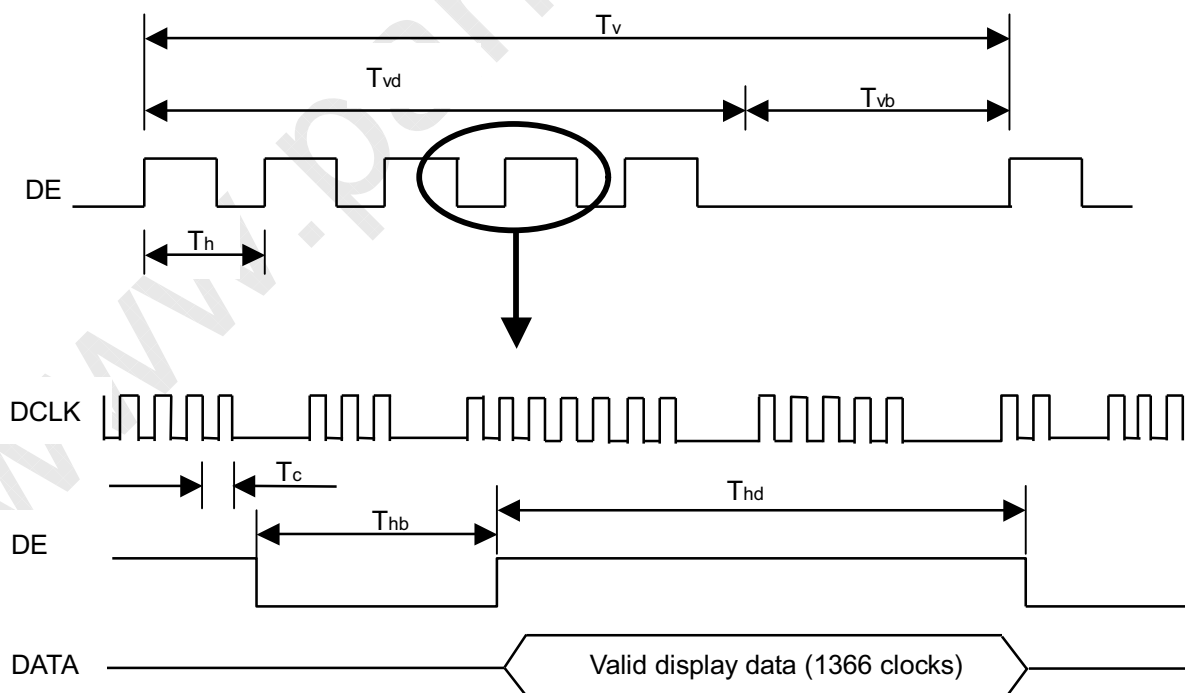 Tv
Tvd
Tvb
DE
Th
DCLK
Tc
Thd
Thb
DE
DATA Valid display data (1366 clocks)